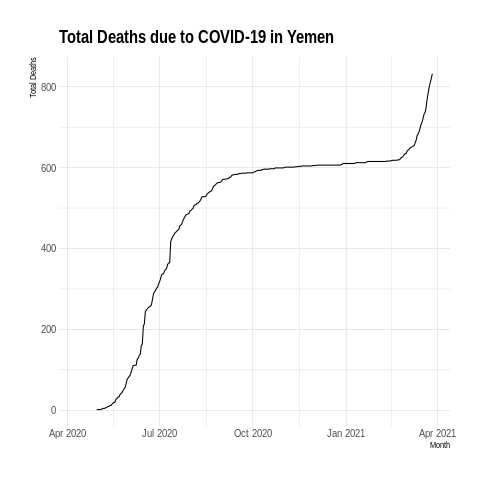 Total Deaths due to COVID-19 in Yemen
Total Deaths
800
600
400
200
0
Apr 2020 Jul 2020 Oct 2020 Jan 2021 Apr 2021
Month